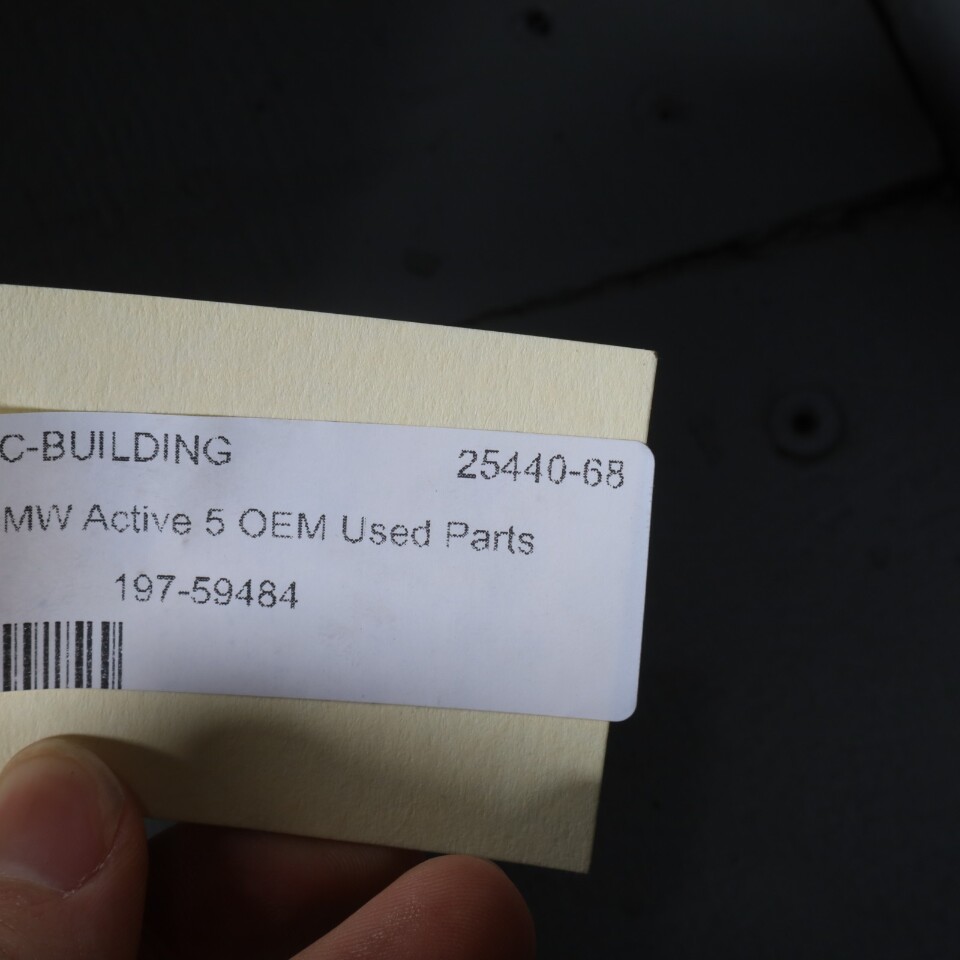 C-BUILDING 25440-68
MW Active 5 OEM Used Parts
197-59484